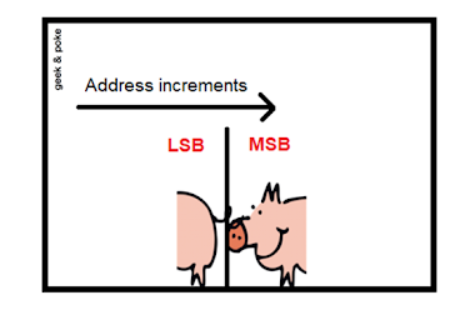 geek & poke
Address increments
LSB MSB